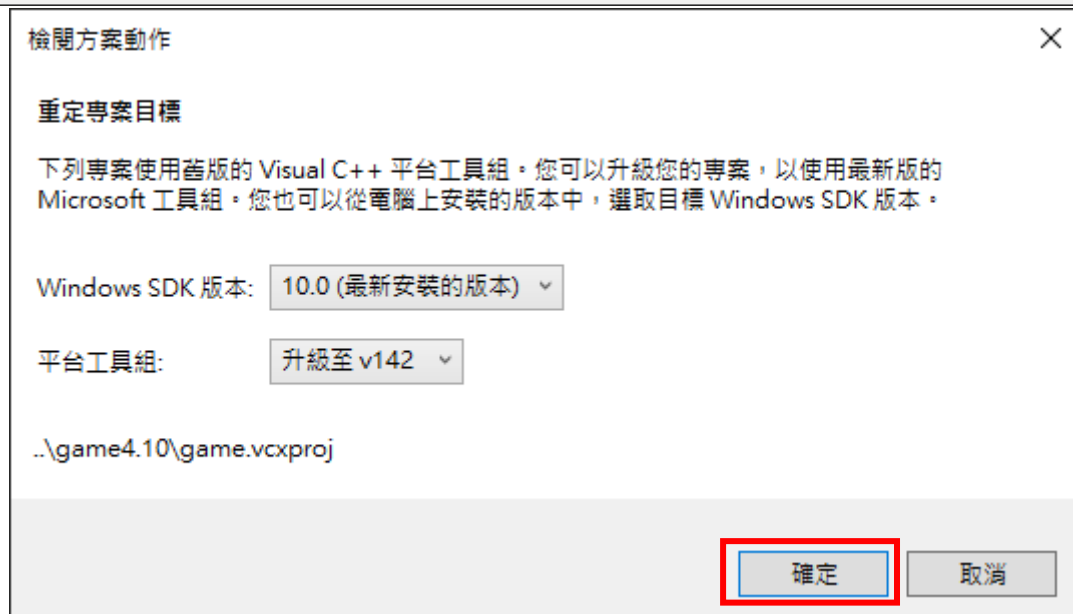 檢閱方案動作
重定專案目標
下列專案使用舊版的 Visual C++ 平台工具組。您可以升級您的專案，以使用最新版的
Microsoft 工具組。您也可以從電腦上安裝的版本中，選取目標 Windows SDK 版本。
Windows SDK 版本: 10.0 (最新安裝的版本)
平台工具組: 升級至 v142
..\game4.10\game.vcxproj
確定 取消